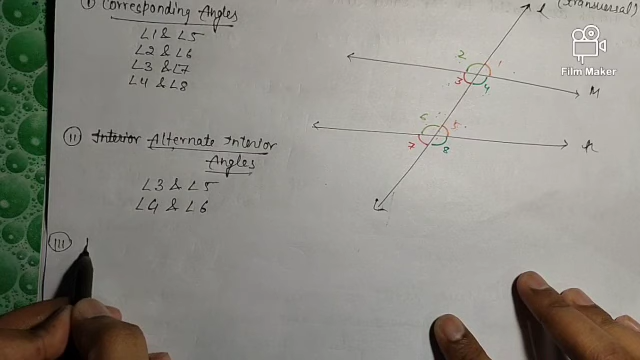 I Corresponding Angles
∠1 & ∠5
∠2 & ∠6
∠3 & ∠7
∠4 & ∠8
II Interior Alternate Interior
Angles
∠3 & ∠5
∠4 & ∠6
III
l (transversal)
2 1
3 4
M
6 5
7 8
Film Maker